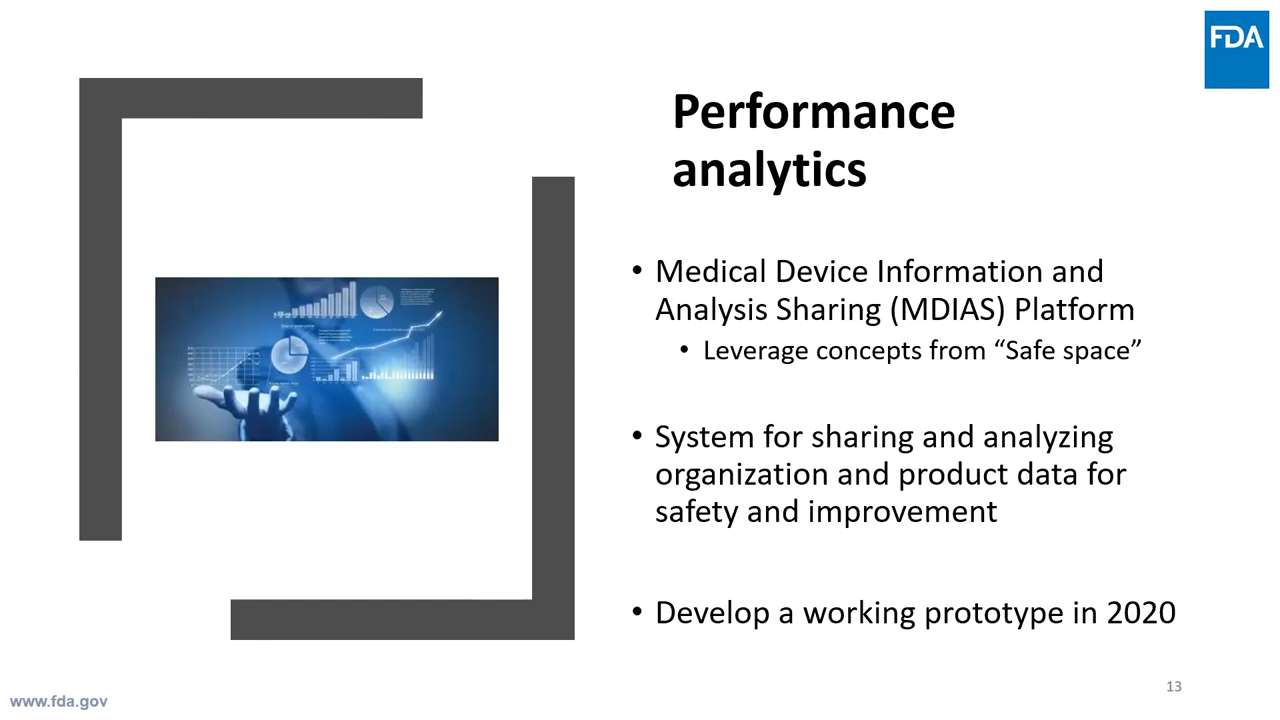 FDA
Performance
analytics
• Medical Device Information and
Analysis Sharing (MDIAS) Platform
• Leverage concepts from “Safe space”
• System for sharing and analyzing
organization and product data for
safety and improvement
• Develop a working prototype in 2020
13
www.fda.gov